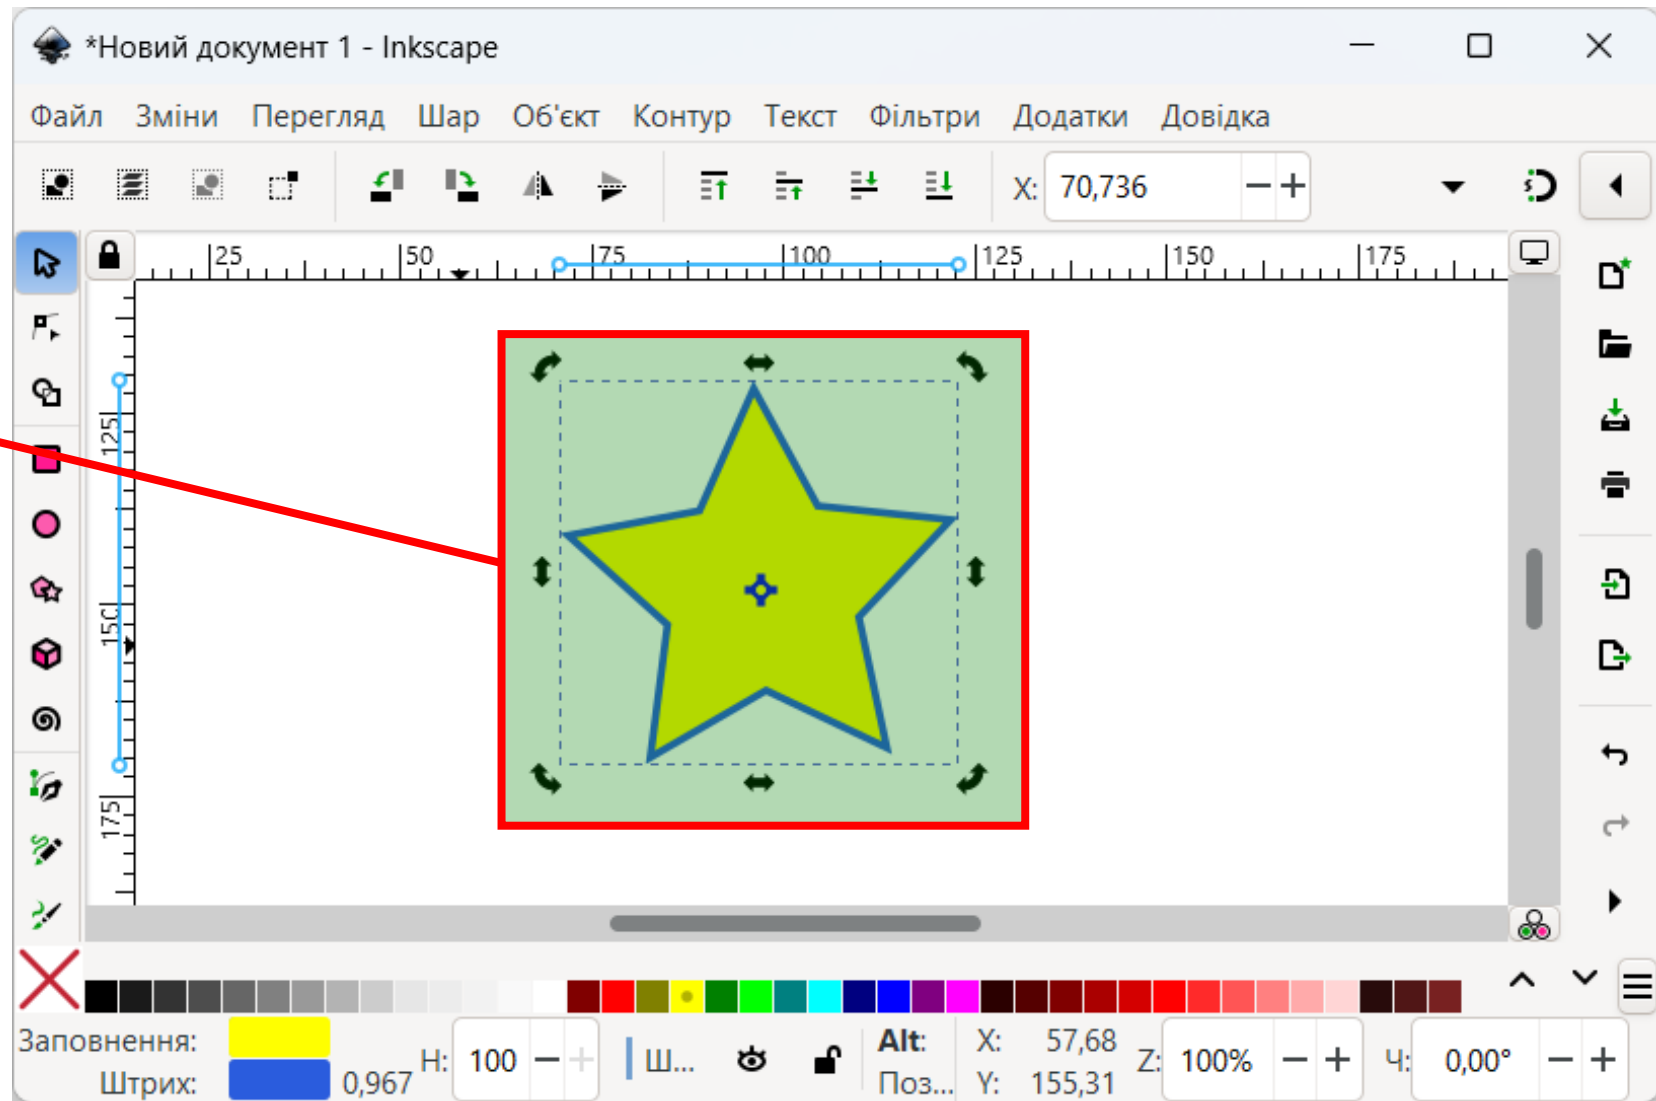 *Новий документ 1 - Inkscape
Файл Зміни Перегляд Шар Об'єкт Контур Текст Фільтри Додатки Довідка
X: 70,736
25 50 75 100 125 150 175
125
150
175
Заповнення:
Штрих: 0,967
Н: 100
Ш...
Alt:
Поз...
X: 57,68
Y: 155,31
Z: 100%
Ч: 0,00°